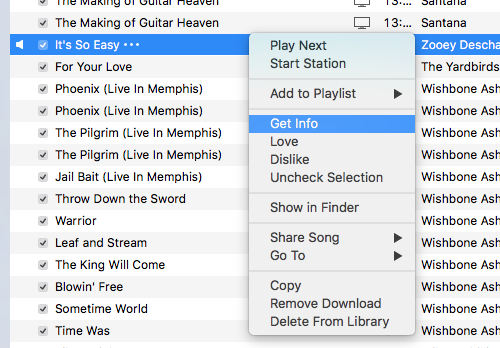 The Making of Guitar Heaven 13:... Santana
The Making of Guitar Heaven 13:... Santana
It's So Easy ••• Zooey Descha
For Your Love The Yardbirds
Phoenix (Live In Memphis) Wishbone Ash
Phoenix (Live In Memphis) Wishbone Ash
The Pilgrim (Live In Memphis) Wishbone Ash
The Pilgrim (Live In Memphis) Wishbone Ash
Jail Bait (Live In Memphis) Wishbone Ash
Throw Down the Sword Wishbone Ash
Warrior Wishbone Ash
Leaf and Stream Wishbone Ash
The King Will Come Wishbone Ash
Blowin' Free Wishbone Ash
Sometime World Wishbone Ash
Time Was Wishbone Ash
Play Next
Start Station
Add to Playlist
Get Info
Love
Dislike
Uncheck Selection
Show in Finder
Share Song
Go To
Copy
Remove Download
Delete From Library